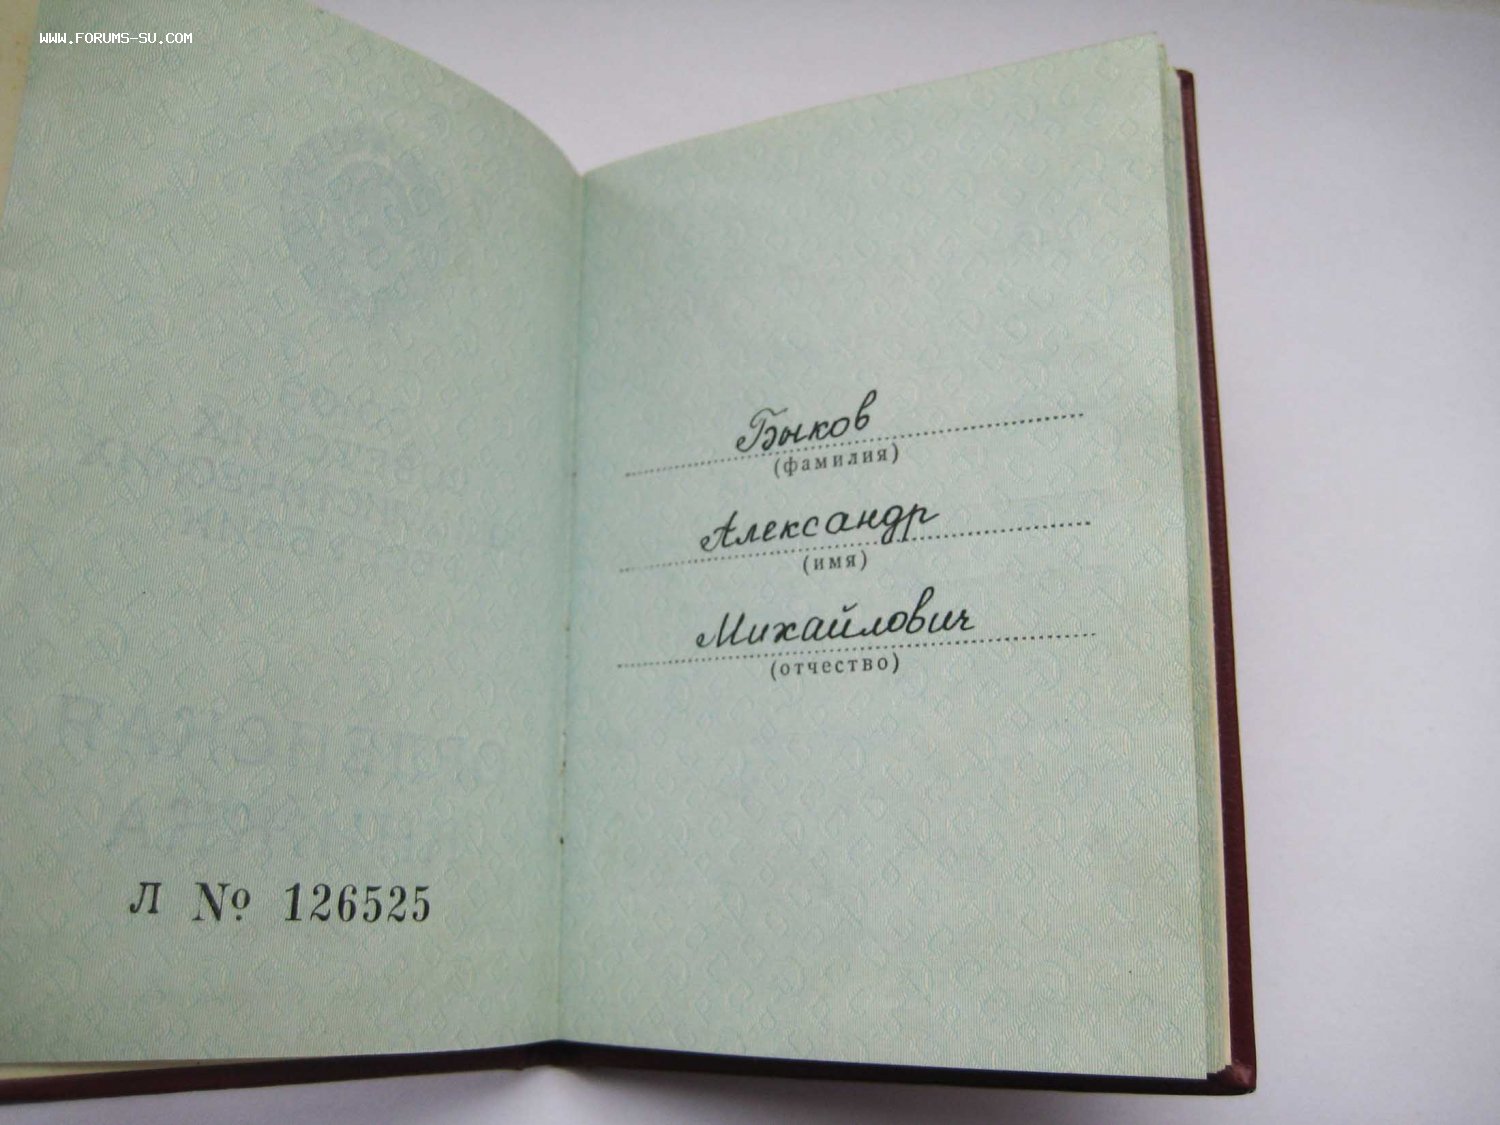 WWW.FORUMS-SU.COM
Л № 126525
Быков
(фамилия)
Александр
(имя)
Михайлович
(отчество)